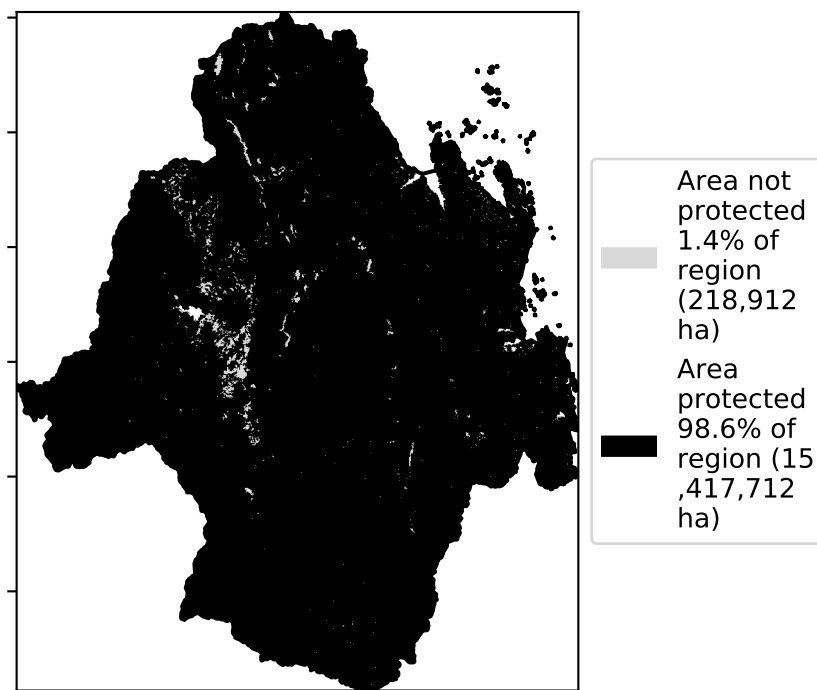 Area not
protected
1.4% of
region
(218,912
ha)
Area
protected
98.6% of
region (15
,417,712
ha)